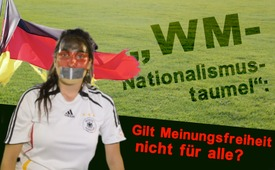 „WM-
Nationalismus-
taumel“:
Gilt Meinungsfreiheit
nicht für alle?